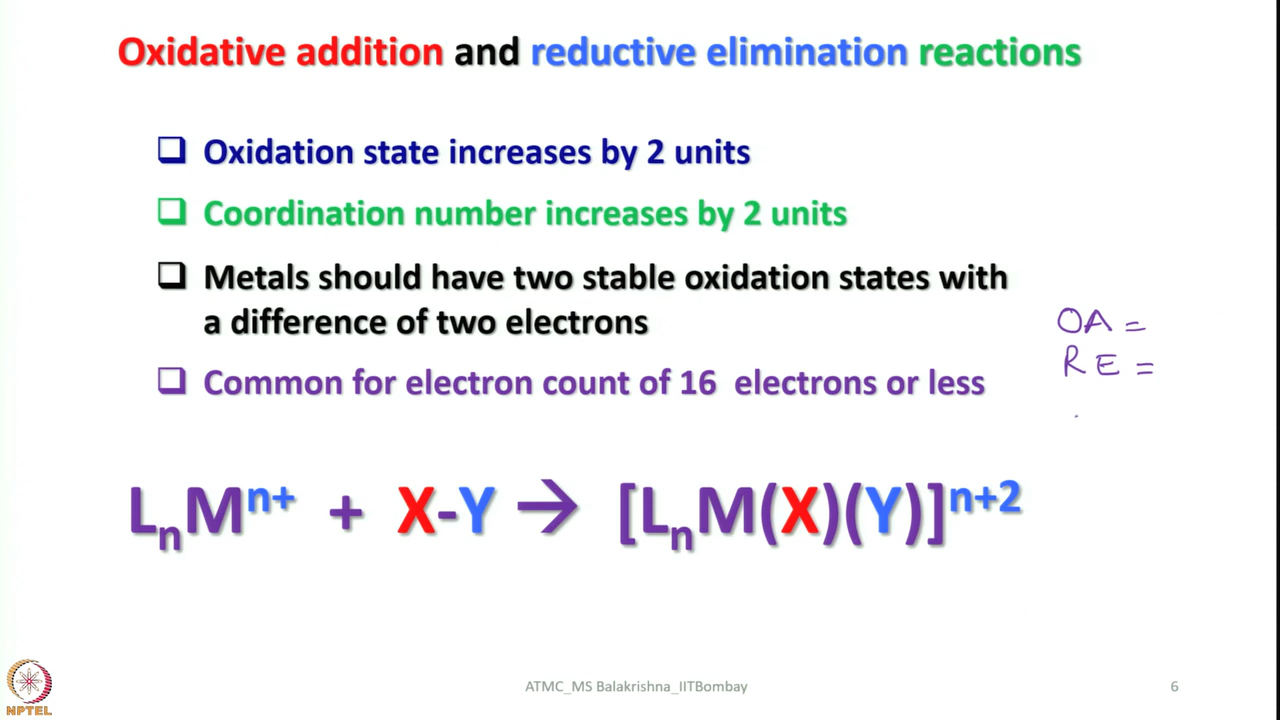 Oxidative addition and reductive elimination reactions
❑ Oxidation state increases by 2 units
❑ Coordination number increases by 2 units
❑ Metals should have two stable oxidation states with
a difference of two electrons
❑ Common for electron count of 16 electrons or less
OA =
RE =
LₙMⁿ⁺ + X-Y → [LₙM(X)(Y)]ⁿ⁺²
NPTEL
ATMC_MS Balakrishna_IITBombay
6